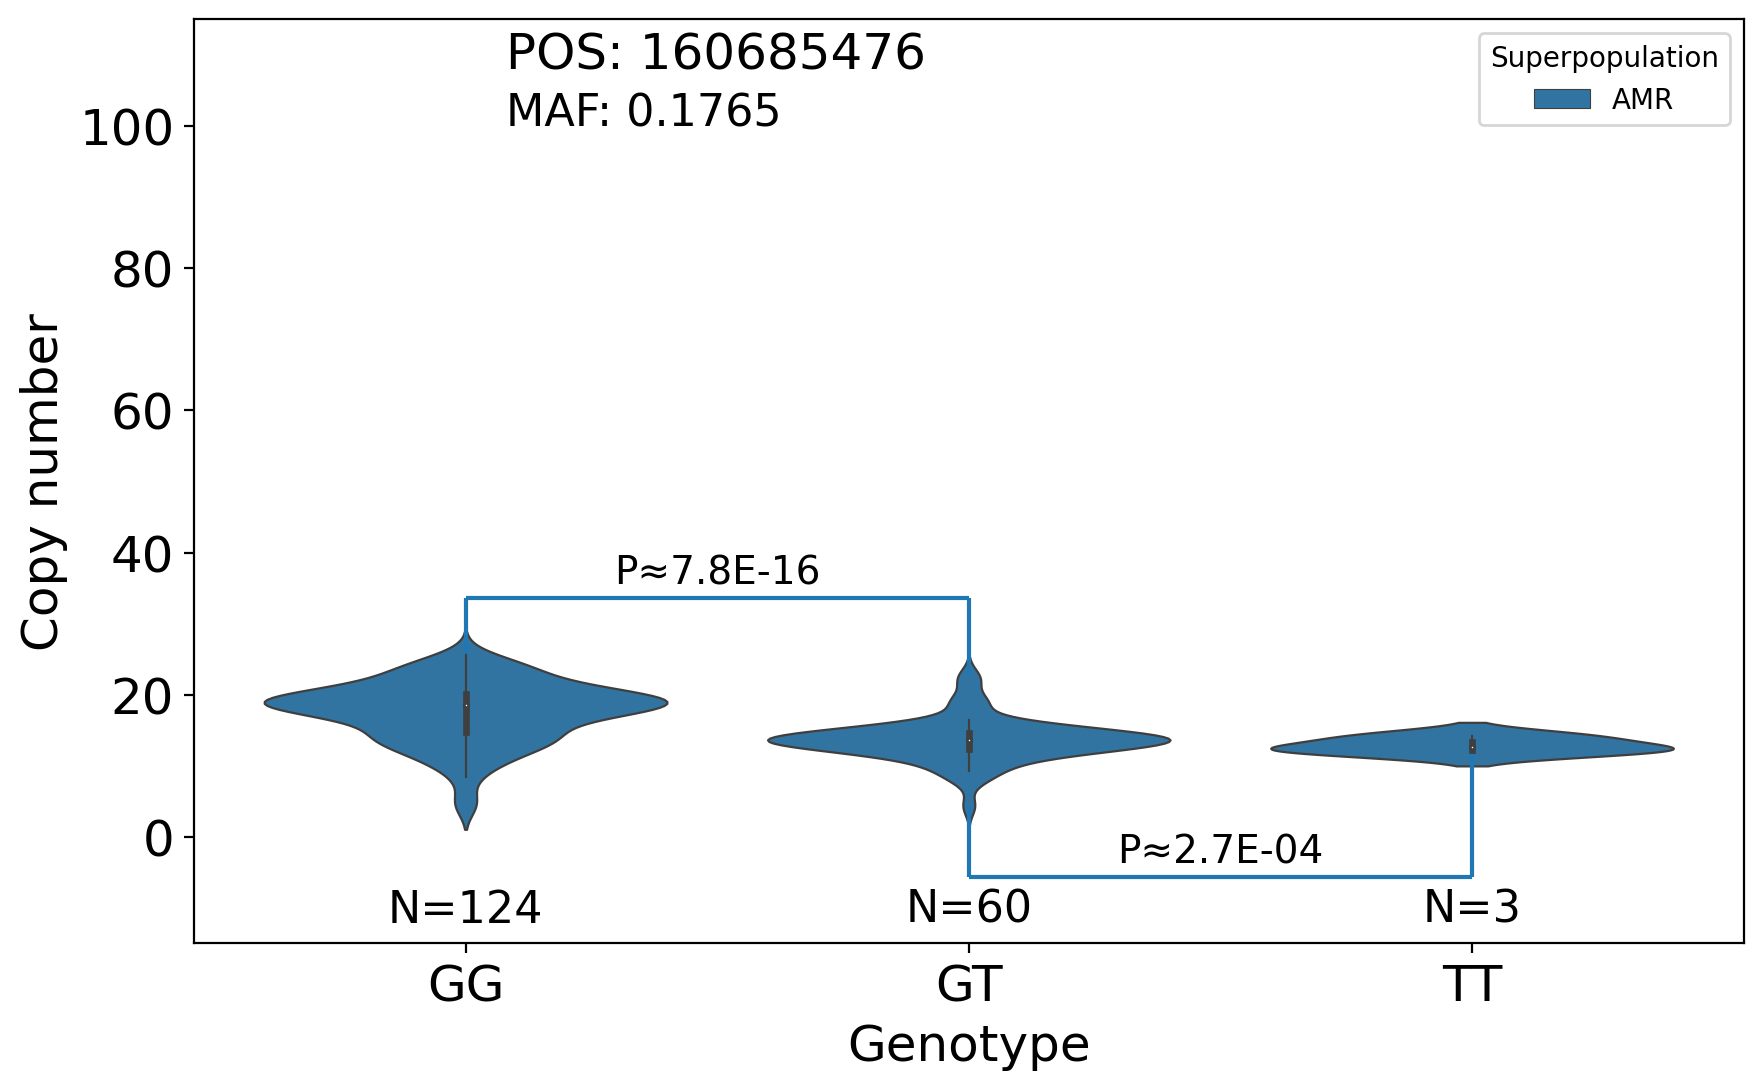 POS: 160685476
MAF: 0.1765
Superpopulation
AMR
100
80
60
40
20
0
Copy number
P≈7.8E-16
P≈2.7E-04
N=124
N=60
N=3
GG
GT
TT
Genotype